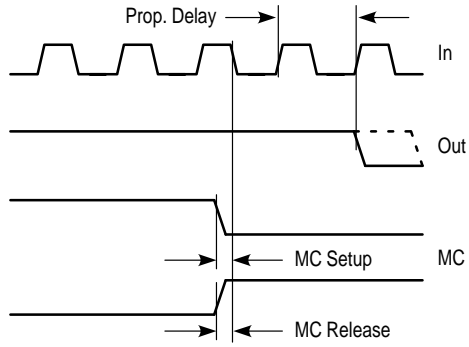 Prop. Delay
In
Out
MC Setup
MC
MC Release